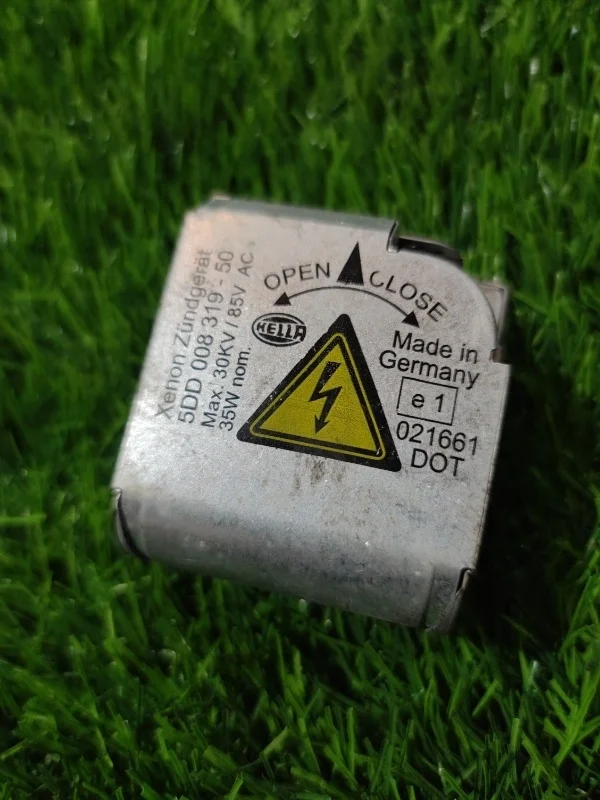 Xenon Zündgerät
5DD 008 319 - 50
Max. 30KV / 85V AC
35W nom.
OPEN CLOSE
HELLA
Made in
Germany
e 1
021661
DOT